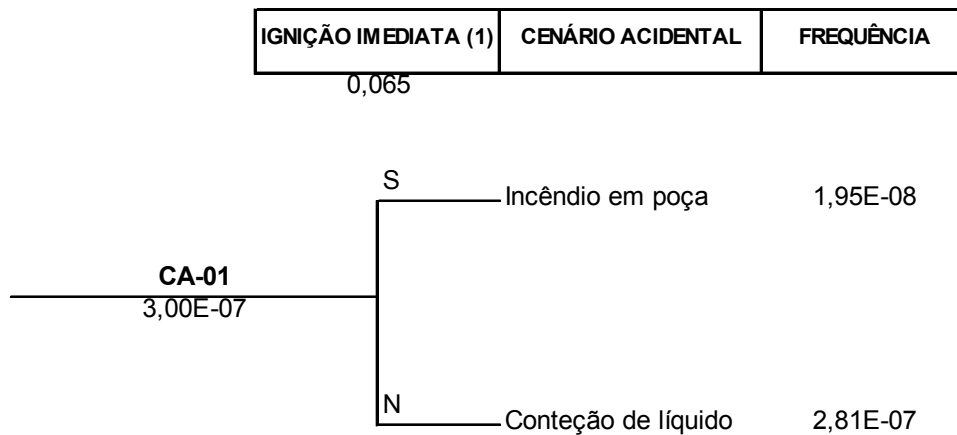 IGNIÇÃO IMEDIATA (1) CENÁRIO ACIDENTAL FREQUÊNCIA
0,065
S
Incêndio em poça 1,95E-08
CA-01
3,00E-07
N
Conteção de líquido 2,81E-07